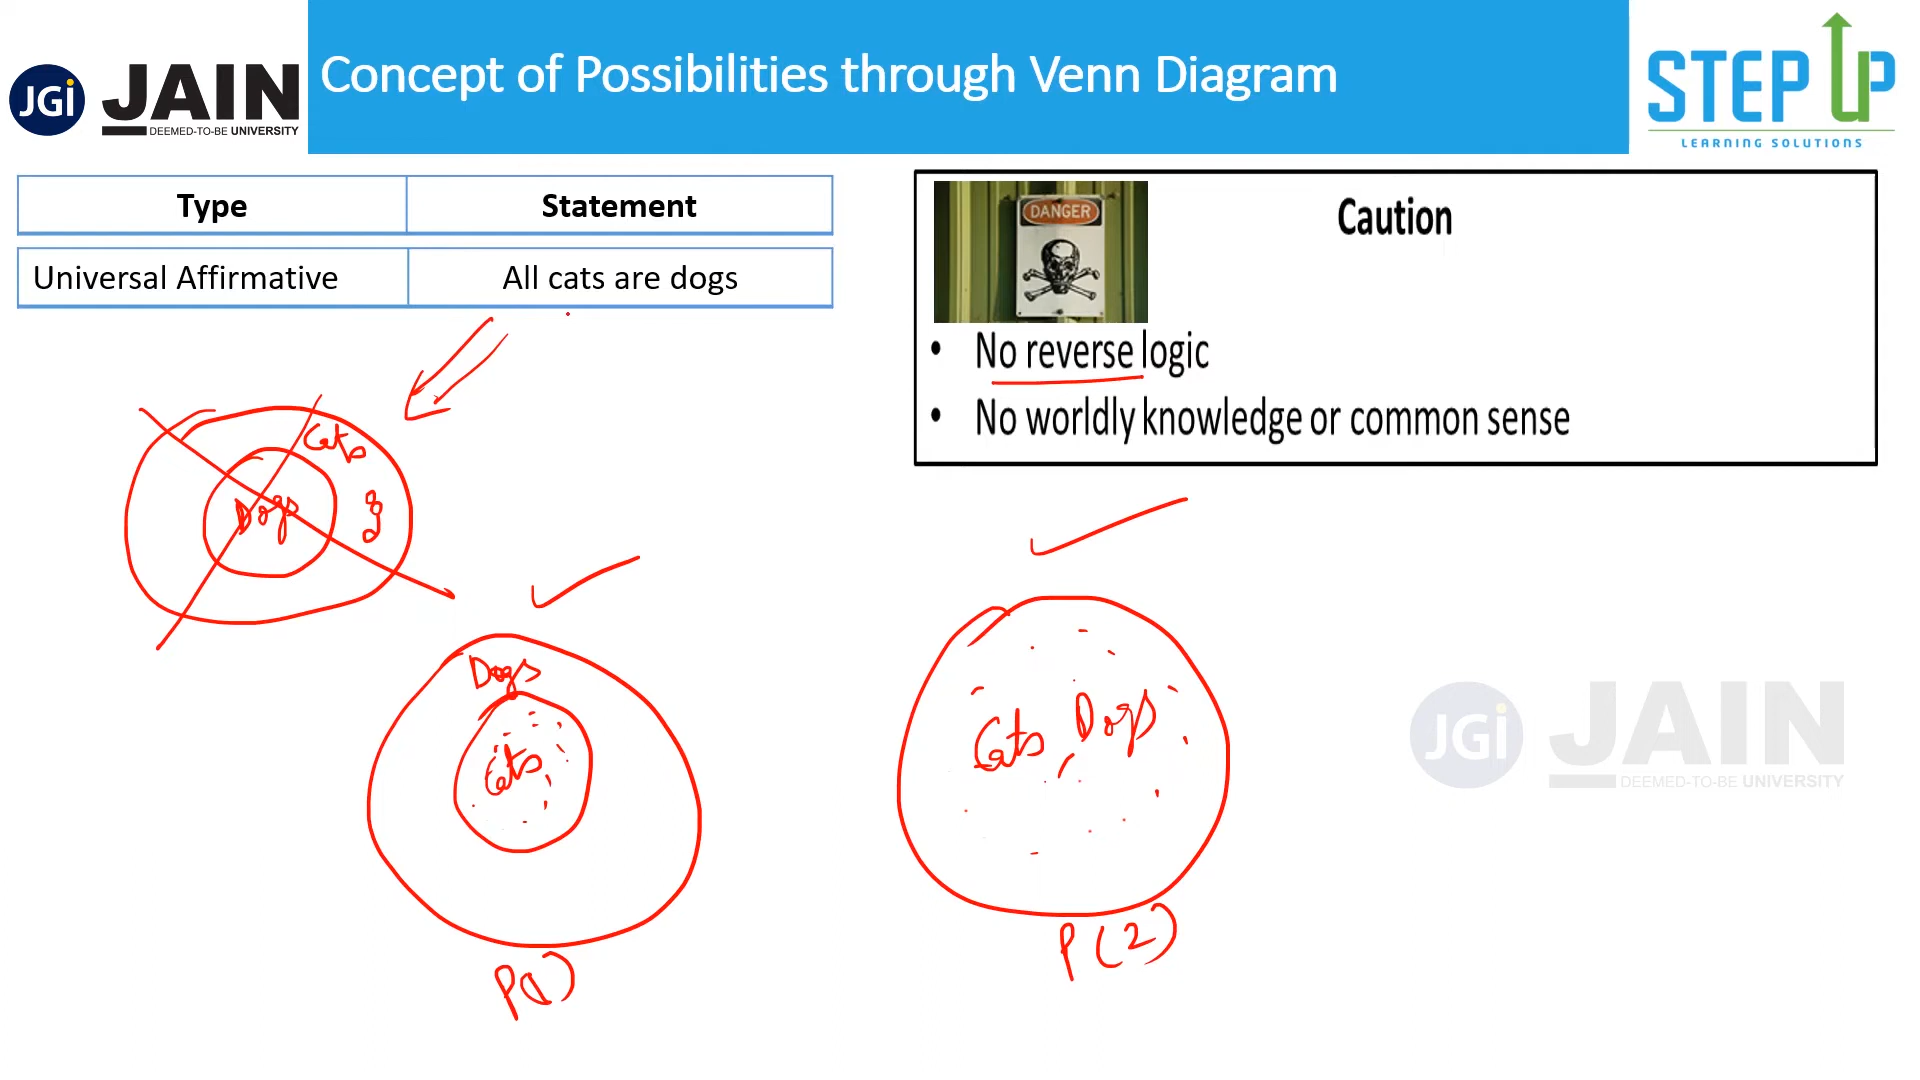 JGi JAIN
DEEMED-TO-BE UNIVERSITY
Concept of Possibilities through Venn Diagram
STEP UP
LEARNING SOLUTIONS
Type Statement
Universal Affirmative All cats are dogs
DANGER
Caution
• No reverse logic
• No worldly knowledge or common sense
Cats
Dogs
Dogs
Cats
P(1)
Cats, Dogs
P(2)
JGi JAIN
DEEMED-TO-BE UNIVERSITY